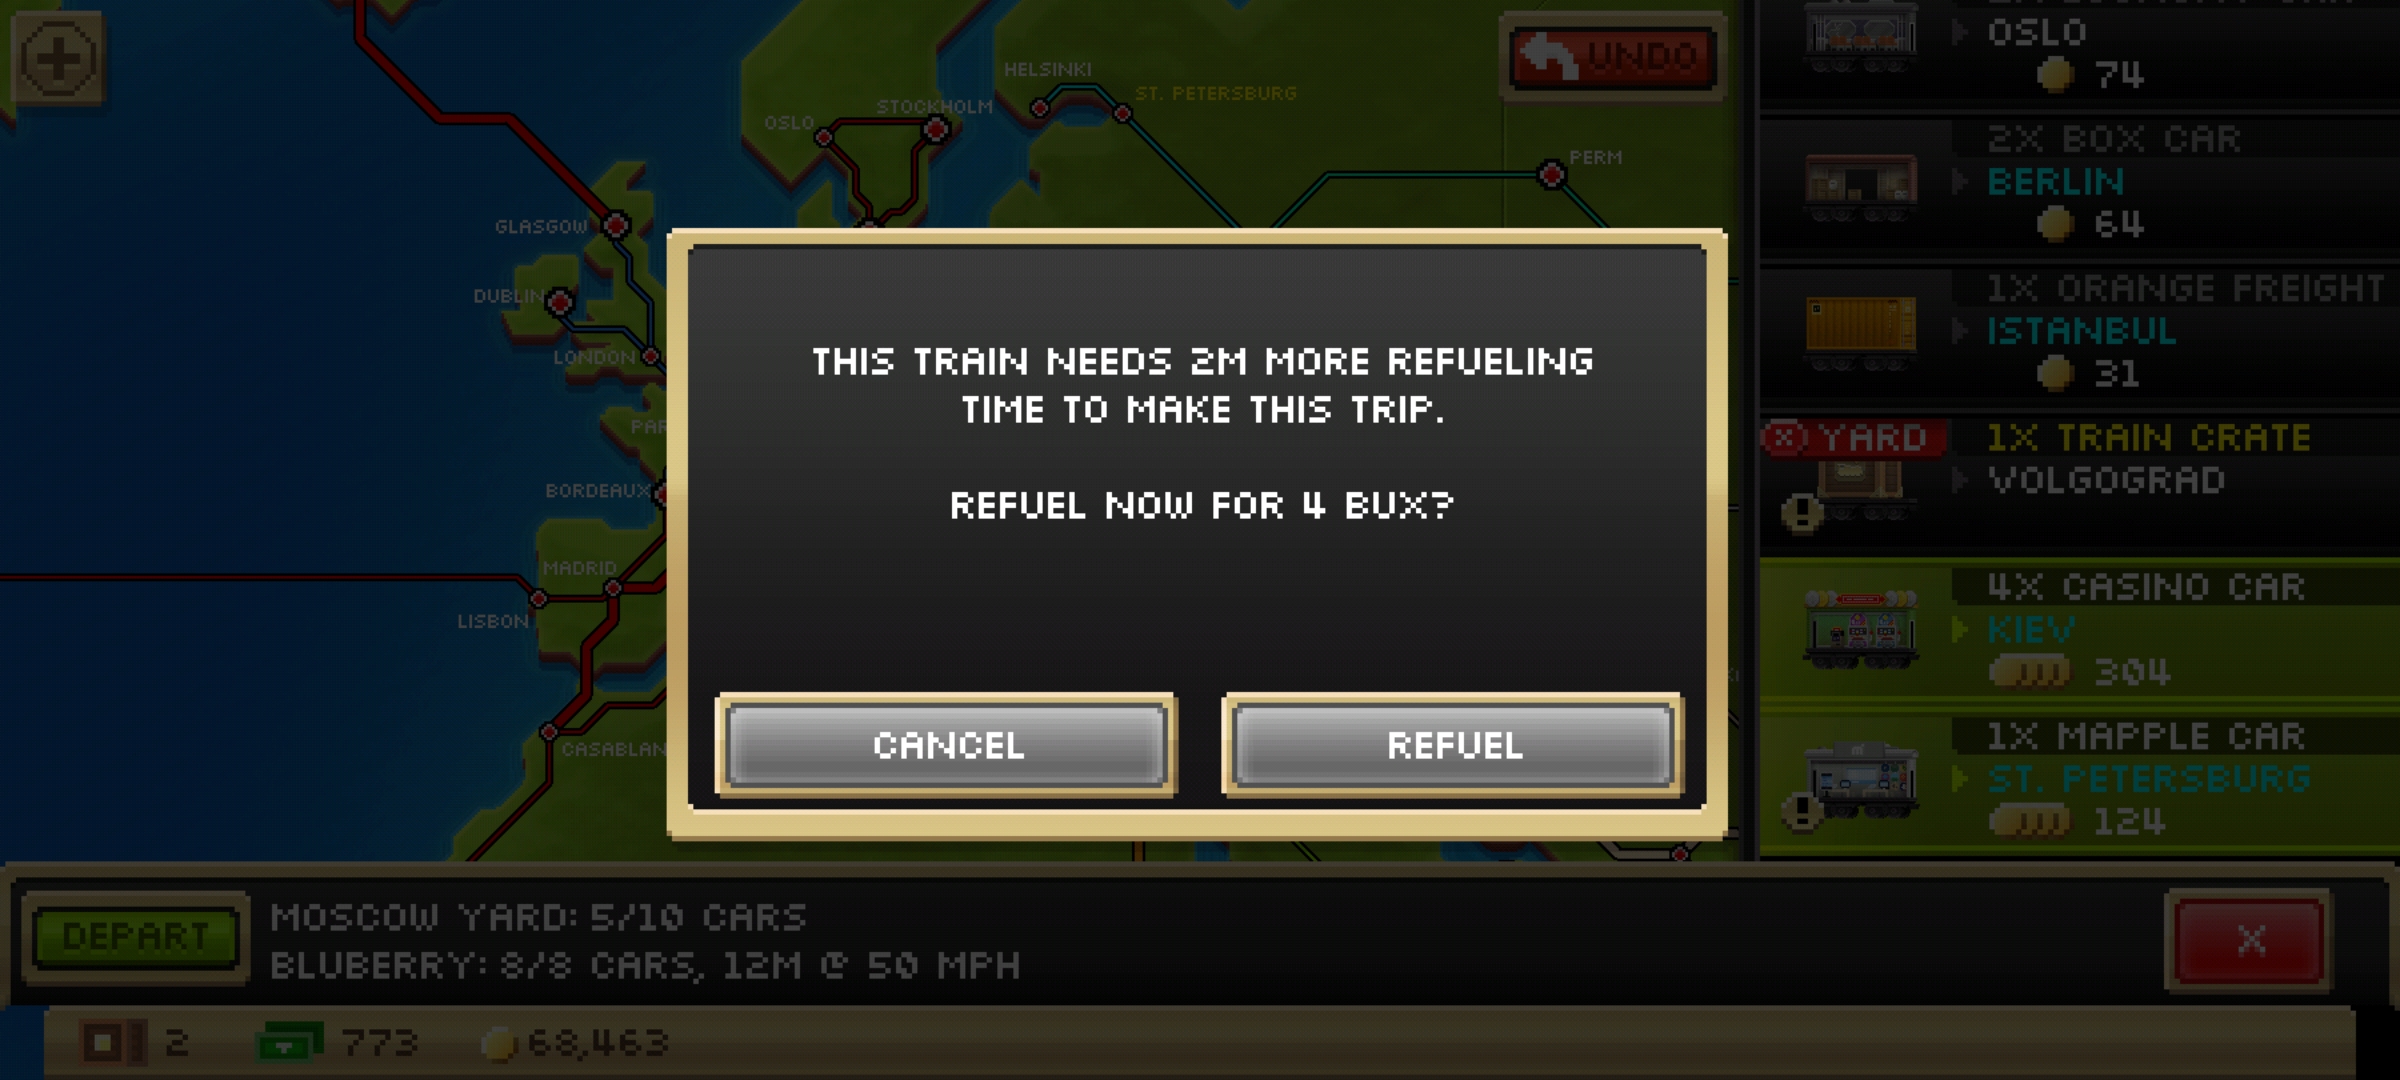 UNDO
HELSINKI
ST. PETERSBURG
STOCKHOLM
OSLO
PERM
GLASGOW
DUBLIN
LONDON
PAR
BORDEAUX
MADRID
LISBON
CASABLAN
THIS TRAIN NEEDS 2M MORE REFUELING
TIME TO MAKE THIS TRIP.
REFUEL NOW FOR 4 BUX?
CANCEL
REFUEL
OSLO
74
2X BOX CAR
BERLIN
64
1X ORANGE FREIGHT
ISTANBUL
31
YARD
1X TRAIN CRATE
VOLGOGRAD
4X CASINO CAR
KIEV
304
1X MAPPLE CAR
ST. PETERSBURG
124
DEPART
MOSCOW YARD: 5/10 CARS
BLUBERRY: 8/8 CARS, 12M @ 50 MPH
X
2
773
68,463